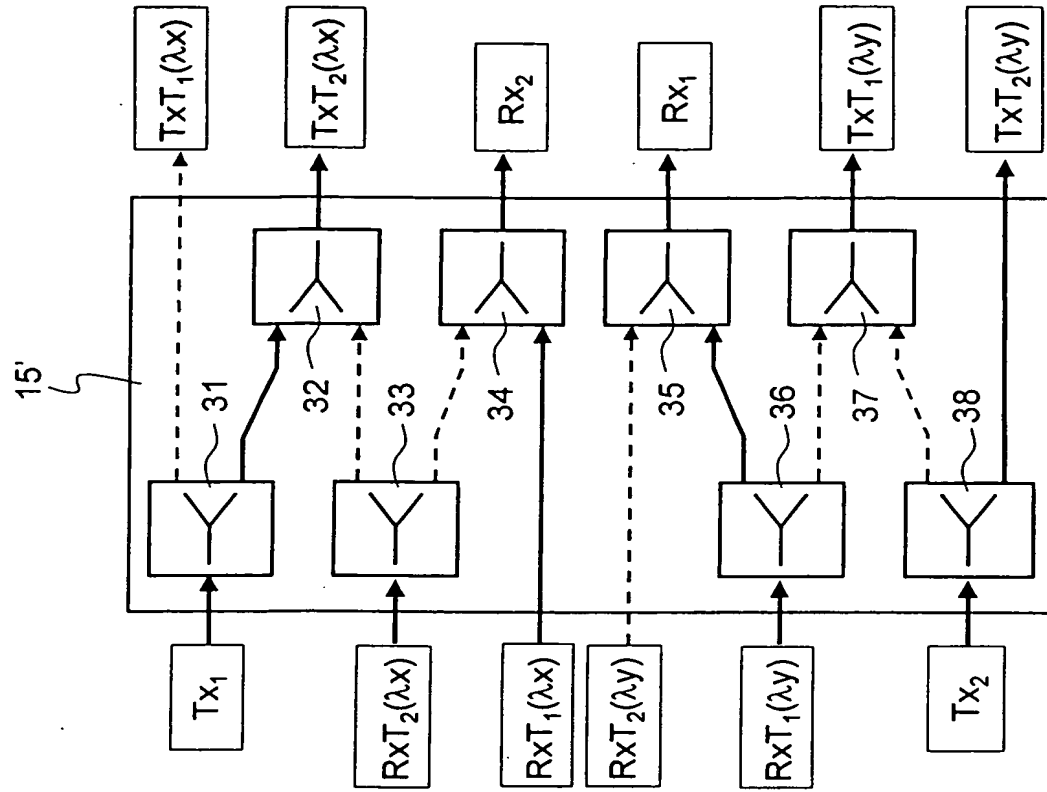 15'
Tx₁
RxT₂(λx)
RxT₁(λx)
RxT₂(λy)
RxT₁(λy)
Tx₂
31
32
33
34
35
36
37
38
TxT₁(λx)
TxT₂(λx)
Rx₂
Rx₁
TxT₁(λy)
TxT₂(λy)